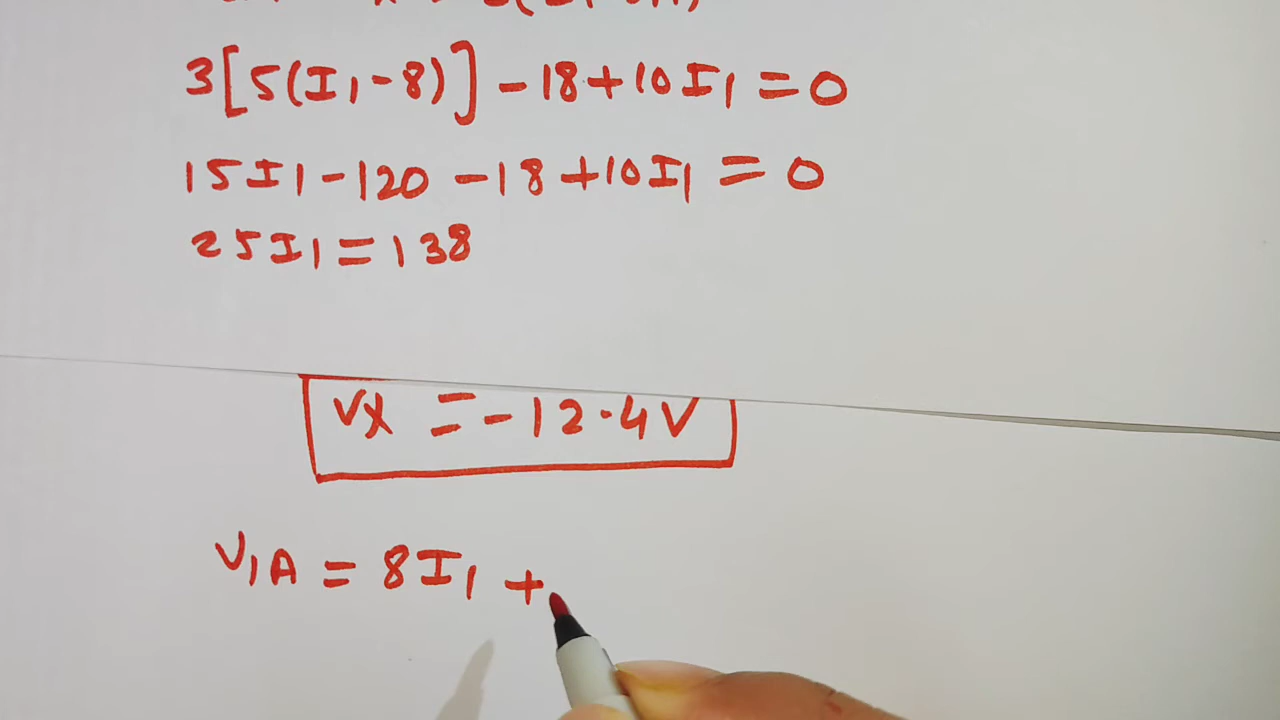 3[5(I1-8)] -18+10I1 = 0
15I1-120 -18+10I1 = 0
25I1 = 138
Vx = -12.4V
V1A = 8I1 +